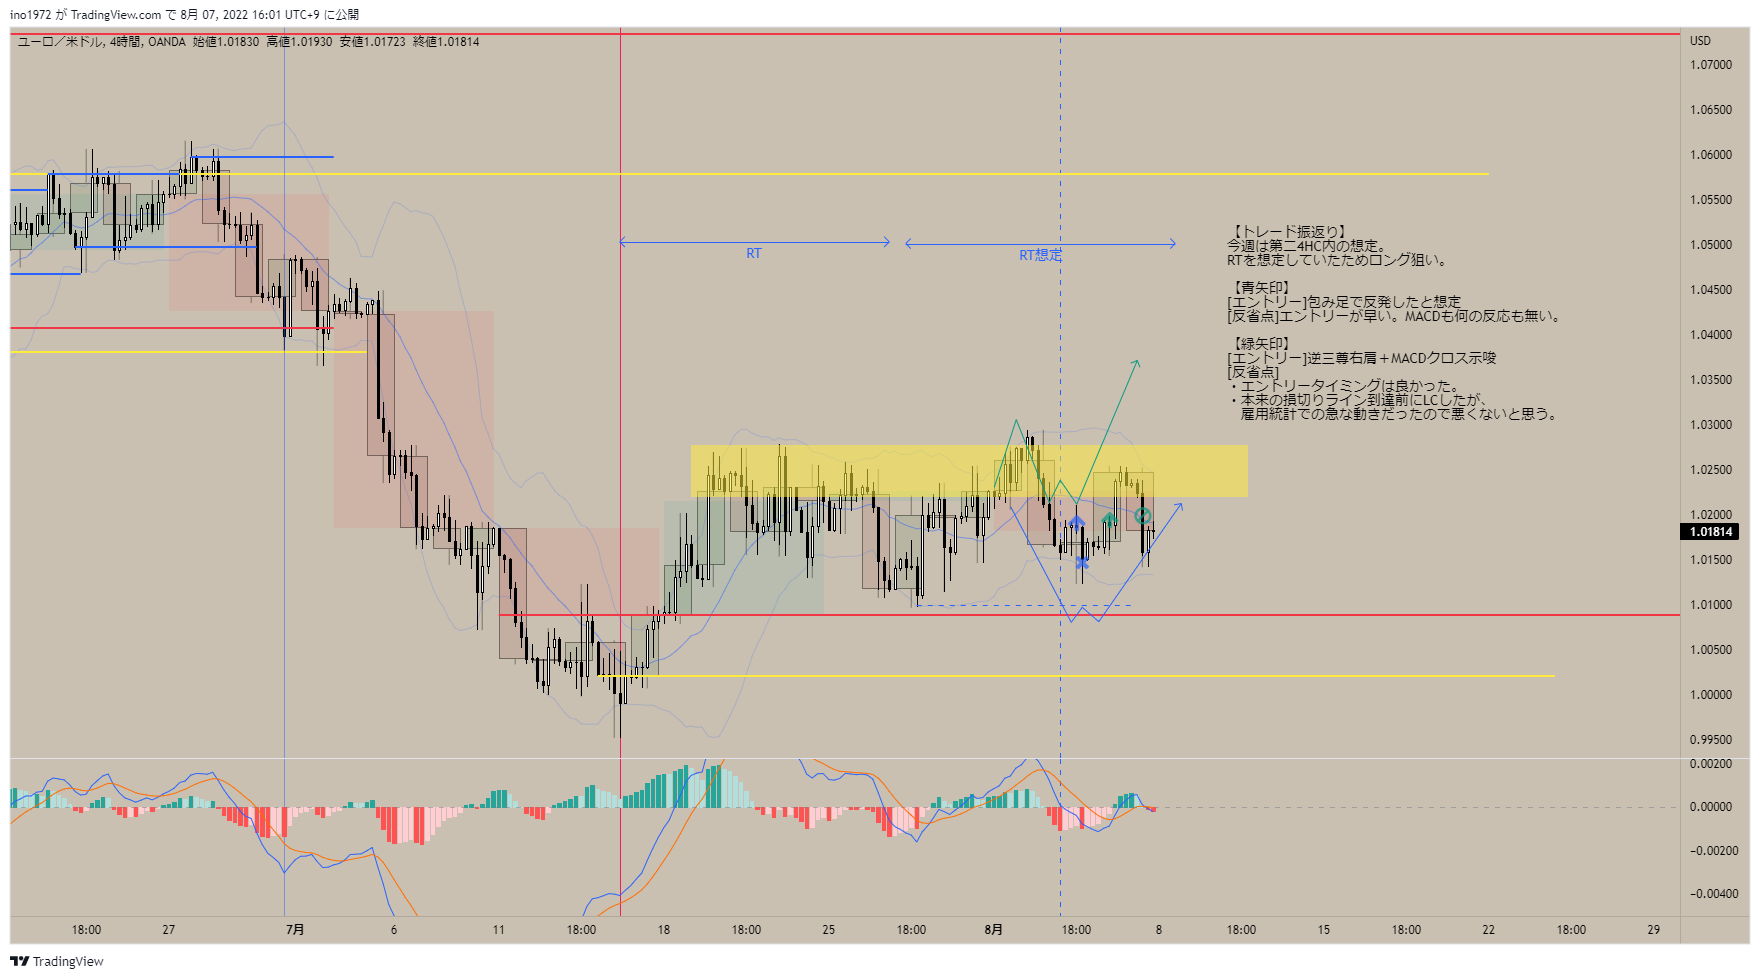 ino1972 が TradingView.com で 8月 07, 2022 16:01 UTC+9 に公開
ユーロ／米ドル, 4時間, OANDA 始値1.01830 高値1.01930 安値1.01723 終値1.01814
USD
1.07000
1.06500
1.06000
1.05500
1.05000
1.04500
1.04000
1.03500
1.03000
1.02500
1.02000
1.01814
1.01500
1.01000
1.00500
1.00000
0.99500
0.00200
0.00000
−0.00200
−0.00400
RT
RT想定
【トレード振返り】
今週は第二4HC内の想定。
RTを想定していたためロング狙い。
【青矢印】
[エントリー]包み足で反発したと想定
[反省点]エントリーが早い。MACDも何の反応も無い。
【緑矢印】
[エントリー]逆三尊右肩＋MACDクロス示唆
[反省点]
・エントリータイミングは良かった。
・本来の損切りライン到達前にLCしたが、
雇用統計での急な動きだったので悪くないと思う。
18:00 27 7月 6 11 18:00 18 18:00 25 18:00 8月 18:00 8 18:00 15 18:00 22 18:00 29
TradingView